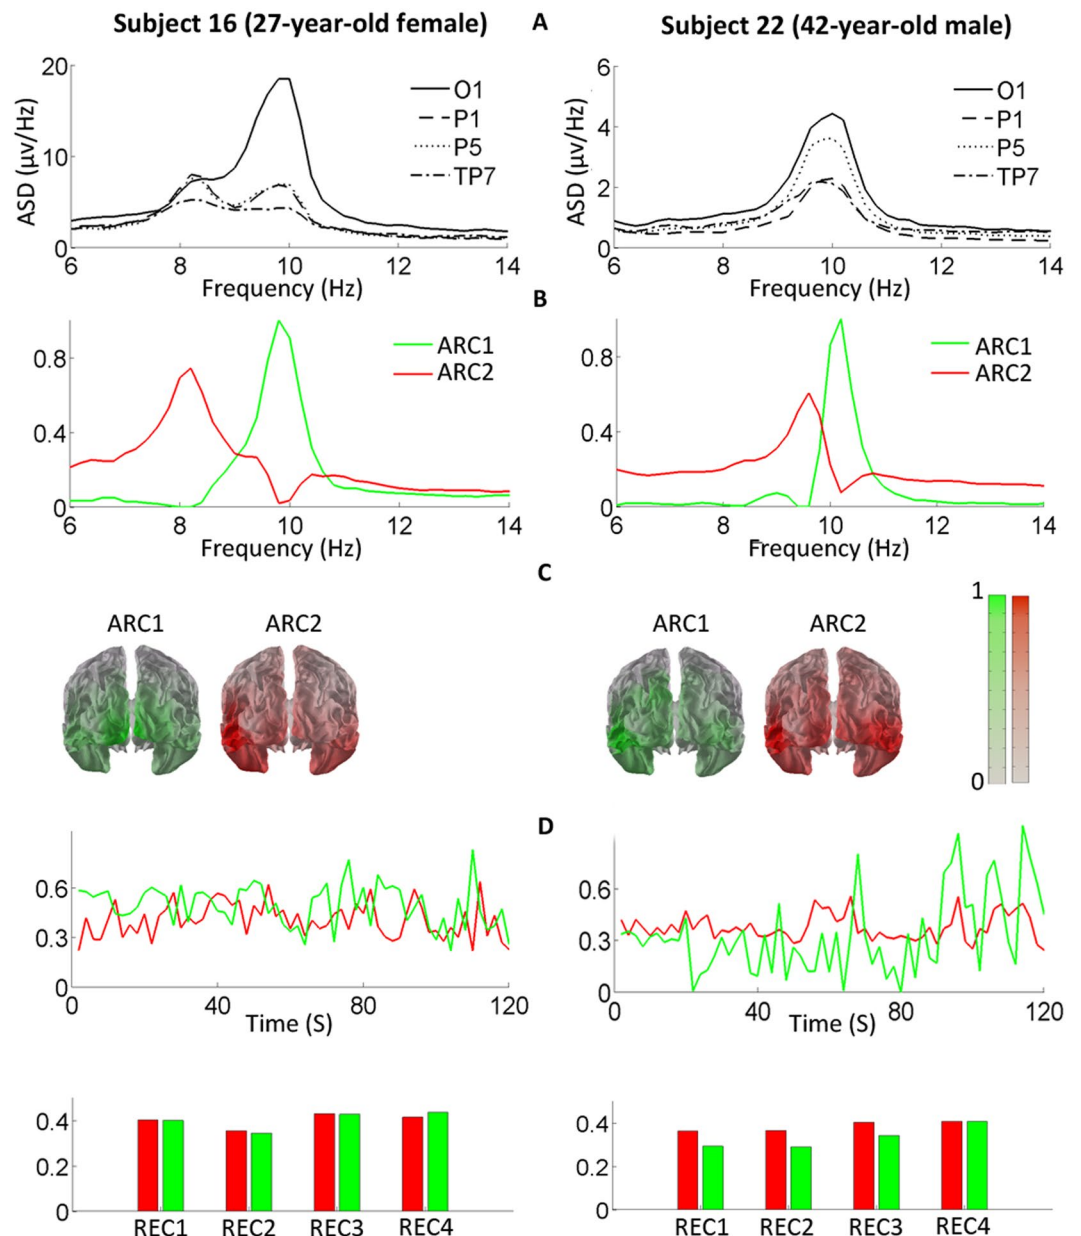 Subject 16 (27-year-old female)
A
Subject 22 (42-year-old male)
20
10
0
ASD (μv/Hz)
O1
P1
P5
TP7
6
8
10
12
14
Frequency (Hz)
6
4
2
0
ASD (μv/Hz)
O1
P1
P5
TP7
6
8
10
12
14
Frequency (Hz)
B
0.8
0.4
0
ARC1
ARC2
6
8
10
12
14
Frequency (Hz)
0.8
0.4
0
ARC1
ARC2
6
8
10
12
14
Frequency (Hz)
C
ARC1
ARC2
ARC1
ARC2
1
0
D
0.6
0.3
0
0
40
80
120
Time (S)
0.6
0.3
0
0
40
80
120
Time (S)
0.4
0.2
0
REC1
REC2
REC3
REC4
0.4
0.2
0
REC1
REC2
REC3
REC4